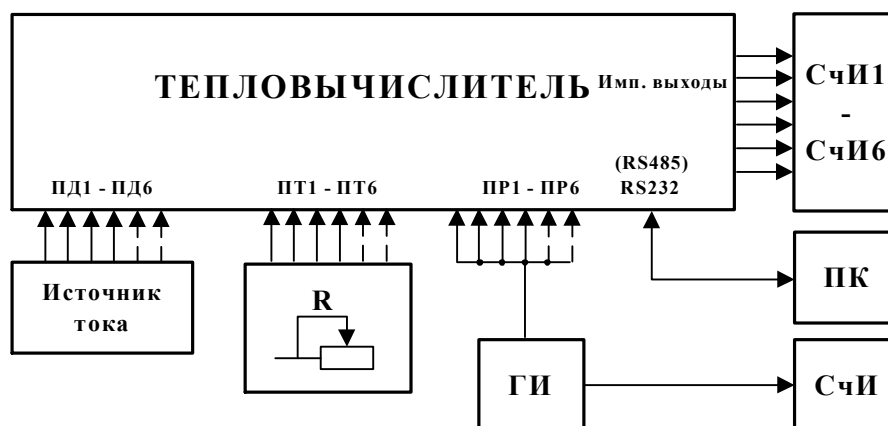 ТЕПЛОВЫЧИСЛИТЕЛЬ
Имп. выходы
СчИ1
-
СчИ6
(RS485)
RS232
ПД1 - ПД6
ПТ1 - ПТ6
ПР1 - ПР6
Источник
тока
R
ПК
ГИ
СчИ